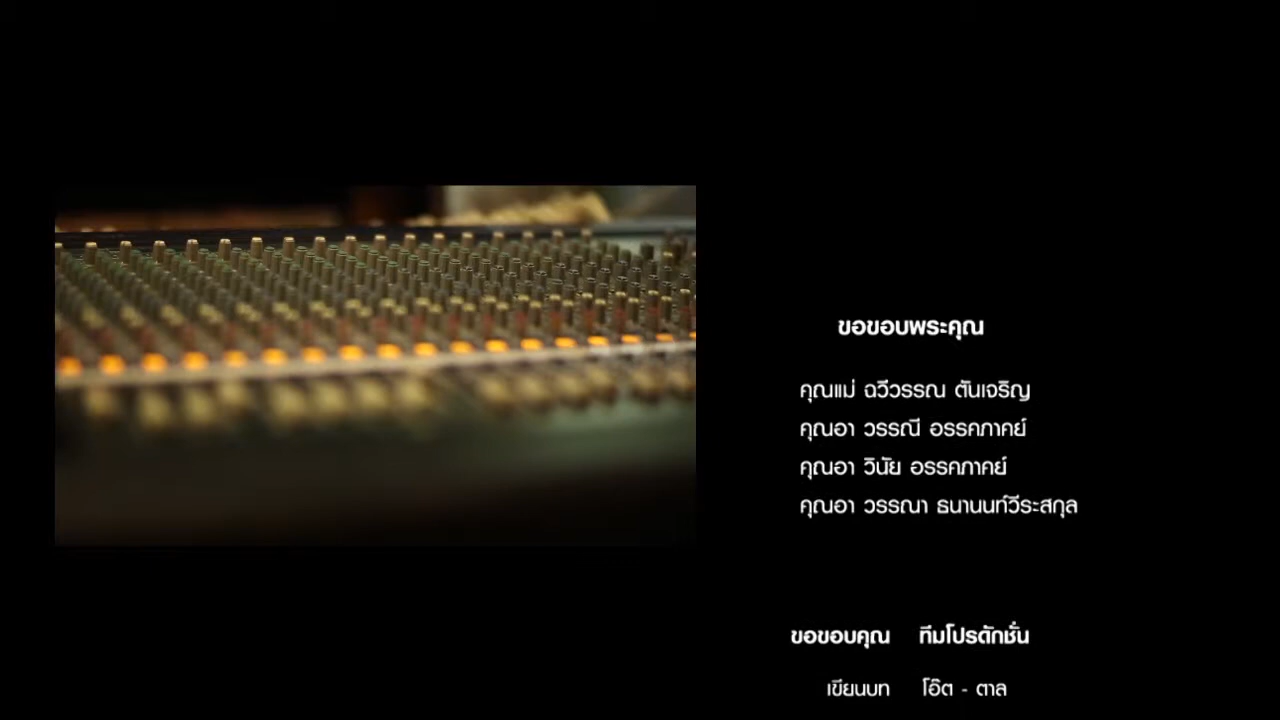 ขอขอบพระคุณ
คุณแม่ ฉวีวรรณ ตันเจริญ
คุณอา วรรณี อรรคภาคย์
คุณอา วินัย อรรคภาคย์
คุณอา วรรณา ธนานนท์วีระสกุล
ขอขอบคุณ ทีมโปรดักชั่น
เขียนบท โอ๊ต - ตาล